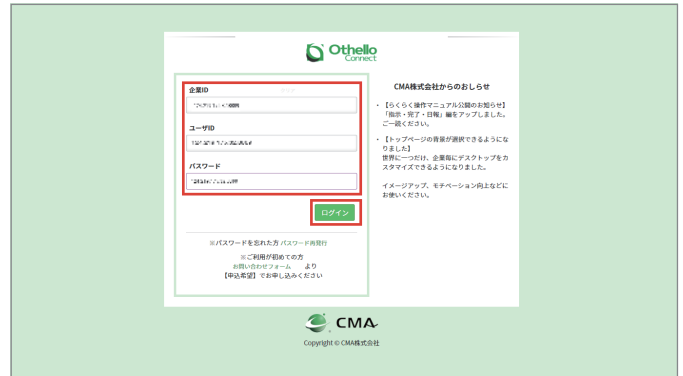 Othello
Connect
企業ID
ユーザID
パスワード
ログイン
※パスワードを忘れた方 パスワード再発行
※ご利用が初めての方
お問い合わせフォーム より
【申込希望】でお申し込みください
CMA株式会社からのおしらせ
・【らくらく操作マニュアル公開のお知らせ】
「指示・完了・日報」編をアップしました。
ご一読ください。
・【トップページの背景が選択できるようにな
りました】
世界に一つだけ、企業毎にデスクトップをカ
スタマイズできるようになりました。
イメージアップ、モチベーション向上などに
お使いください。
CMA
Copyright © CMA株式会社